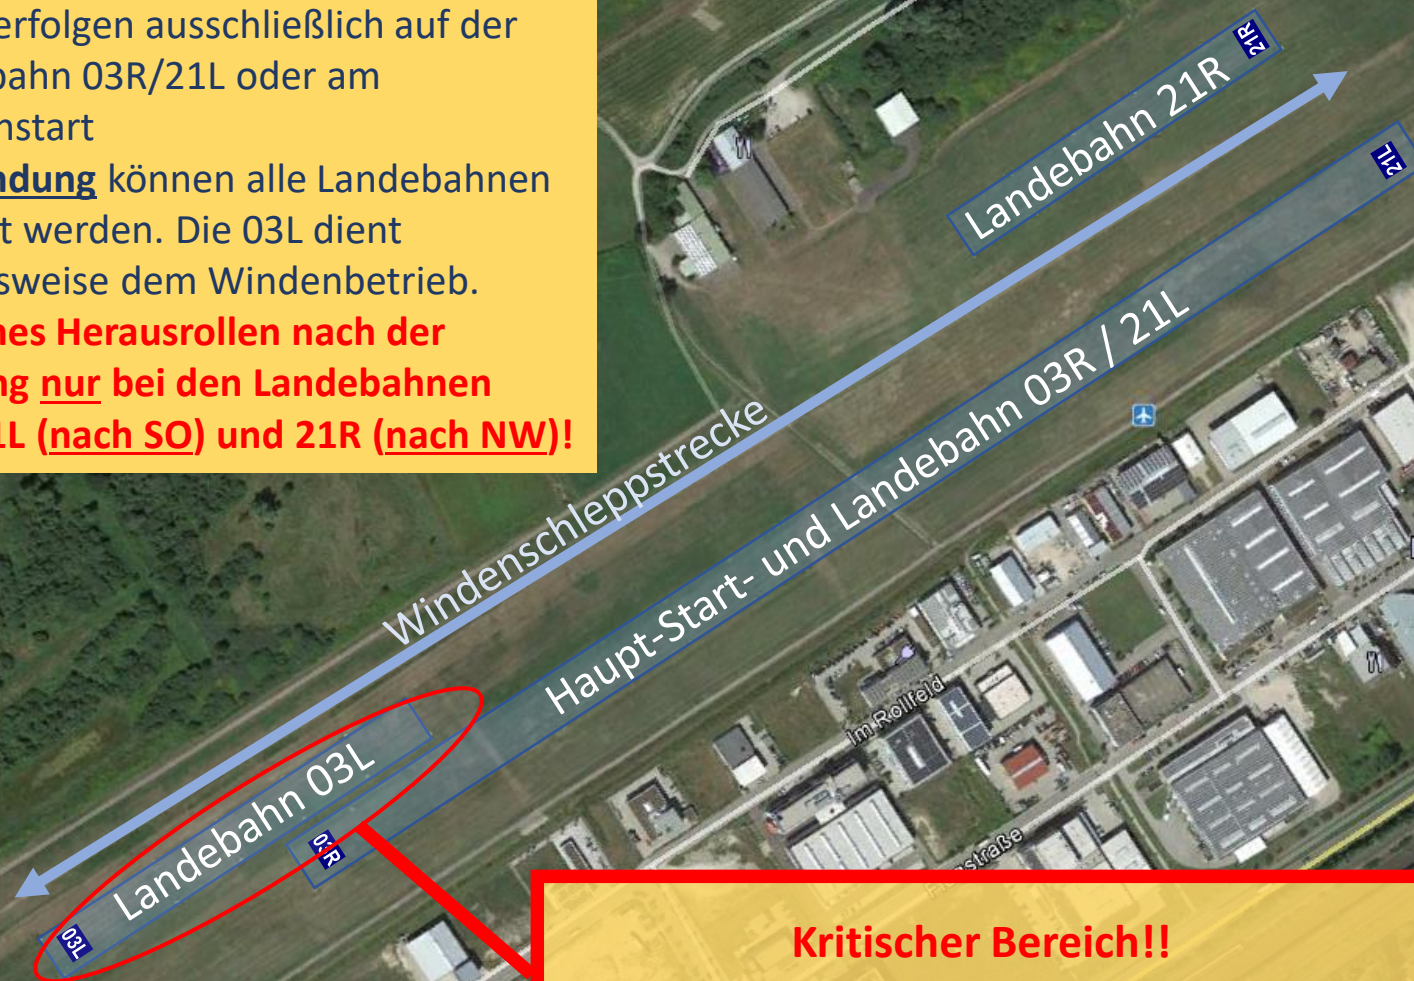 erfolgen ausschließlich auf der
bahn 03R/21L oder am
nstart
ndung können alle Landebahnen
t werden. Die 03L dient
sweise dem Windenbetrieb.
nes Herausrollen nach der
ng nur bei den Landebahnen
1L (nach SO) und 21R (nach NW)!
21R
Landebahn 21R
21L
Haupt-Start- und Landebahn 03R / 21L
Windenschleppstrecke
Im Rollfeld
Landebahn 03L
03R
03L
straße
Kritischer Bereich!!